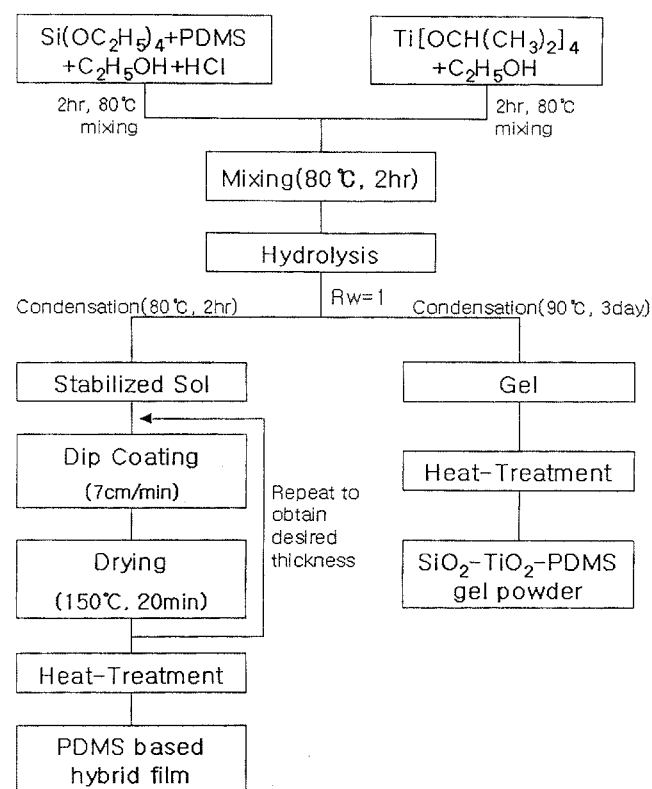 Si(OC₂H₅)₄+PDMS
+C₂H₅OH+HCl
Ti[OCH(CH₃)₂]₄
+C₂H₅OH
2hr, 80℃
mixing
2hr, 80℃
mixing
Mixing(80℃, 2hr)
Hydrolysis
Rw=1
Condensation(80℃, 2hr)
Condensation(90℃, 3day)
Stabilized Sol
Dip Coating
(7cm/min)
Drying
(150℃, 20min)
Repeat to
obtain
desired
thickness
Heat-Treatment
PDMS based
hybrid film
Gel
Heat-Treatment
SiO₂-TiO₂-PDMS
gel powder